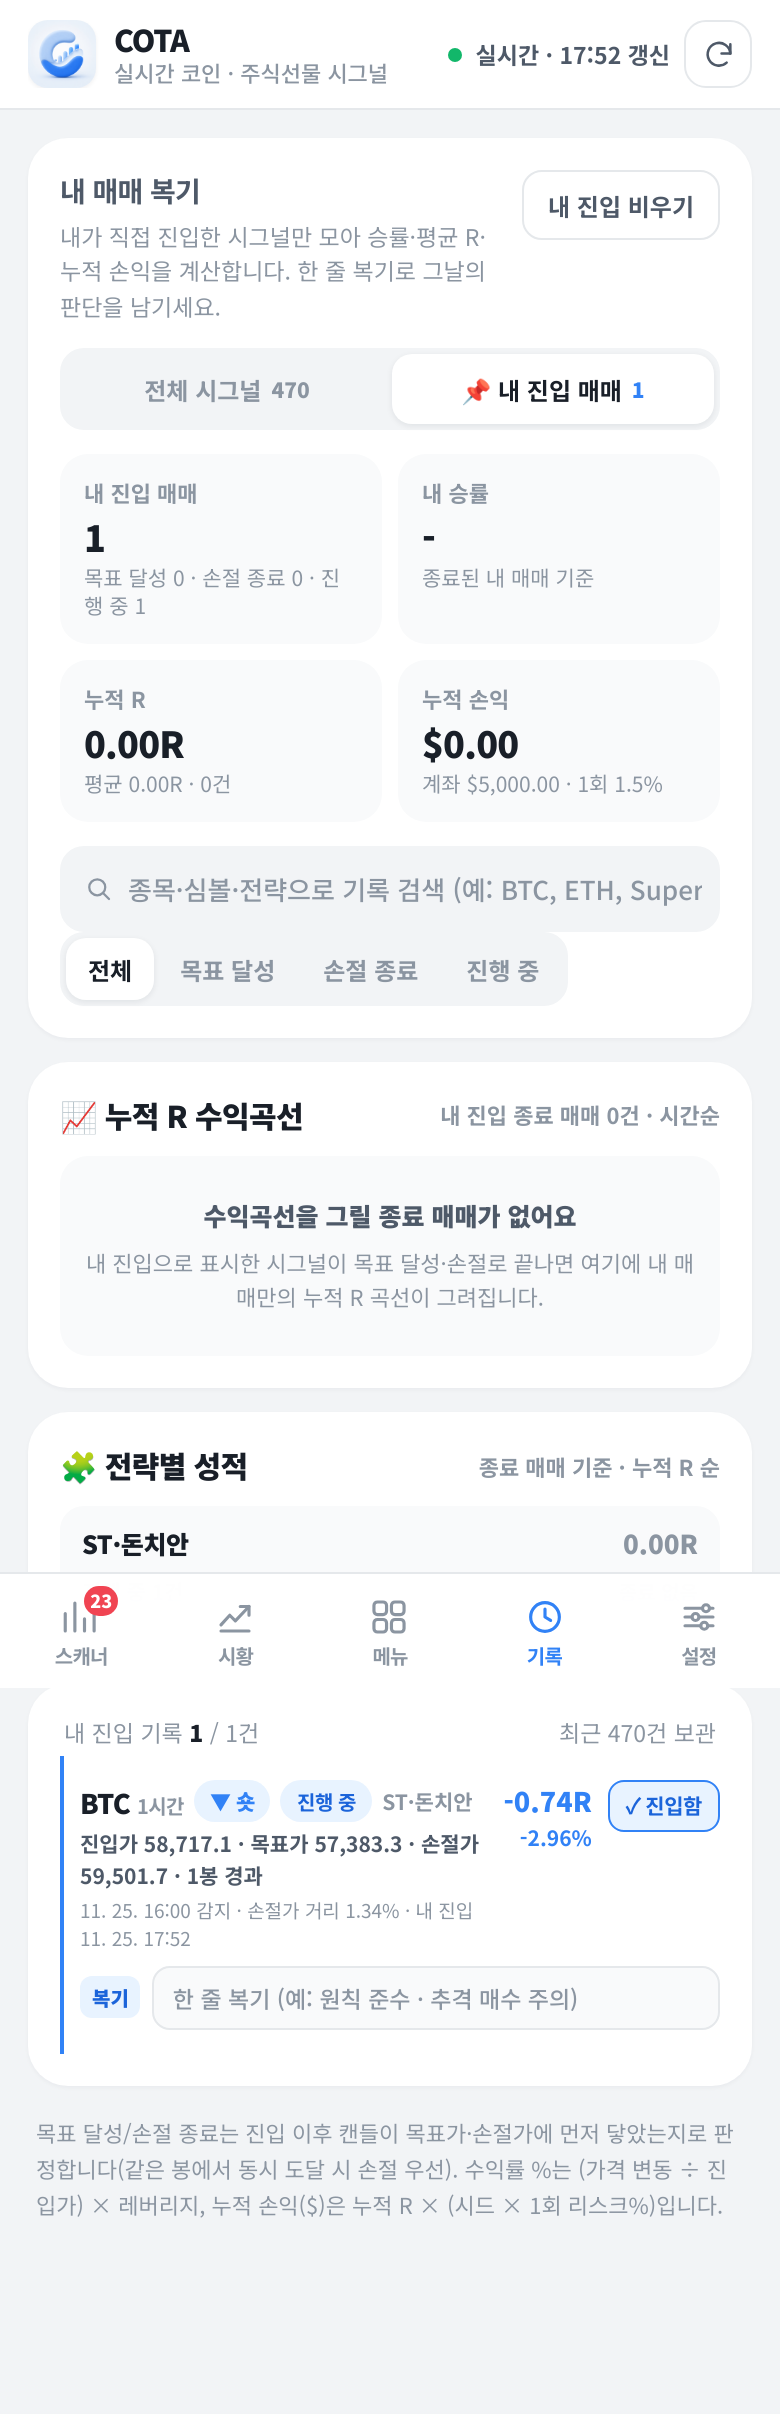 COTA
실시간 코인 · 주식선물 시그널
실시간 · 17:52 갱신
내 매매 복기
내 진입 비우기
내가 직접 진입한 시그널만 모아 승률·평균 R·
누적 손익을 계산합니다. 한 줄 복기로 그날의
판단을 남기세요.
전체 시그널 470
📌 내 진입 매매 1
내 진입 매매
1
목표 달성 0 · 손절 종료 0 · 진
행 중 1
내 승률
-
종료된 내 매매 기준
누적 R
0.00R
평균 0.00R · 0건
누적 손익
$0.00
계좌 $5,000.00 · 1회 1.5%
종목·심볼·전략으로 기록 검색 (예: BTC, ETH, Super
전체
목표 달성
손절 종료
진행 중
📈 누적 R 수익곡선
내 진입 종료 매매 0건 · 시간순
수익곡선을 그릴 종료 매매가 없어요
내 진입으로 표시한 시그널이 목표 달성·손절로 끝나면 여기에 내 매
매만의 누적 R 곡선이 그려집니다.
🧩 전략별 성적
종료 매매 기준 · 누적 R 순
ST·돈치안
0.00R
23
스캐너
시황
메뉴
기록
설정
내 진입 기록 1 / 1건
최근 470건 보관
BTC 1시간 ▼ 숏 진행 중 ST·돈치안
-0.74R
-2.96%
✓ 진입함
진입가 58,717.1 · 목표가 57,383.3 · 손절가
59,501.7 · 1봉 경과
11. 25. 16:00 감지 · 손절가 거리 1.34% · 내 진입
11. 25. 17:52
복기
한 줄 복기 (예: 원칙 준수 · 추격 매수 주의)
목표 달성/손절 종료는 진입 이후 캔들이 목표가·손절가에 먼저 닿았는지로 판
정합니다(같은 봉에서 동시 도달 시 손절 우선). 수익률 %는 (가격 변동 ÷ 진
입가) × 레버리지, 누적 손익($)은 누적 R × (시드 × 1회 리스크%)입니다.